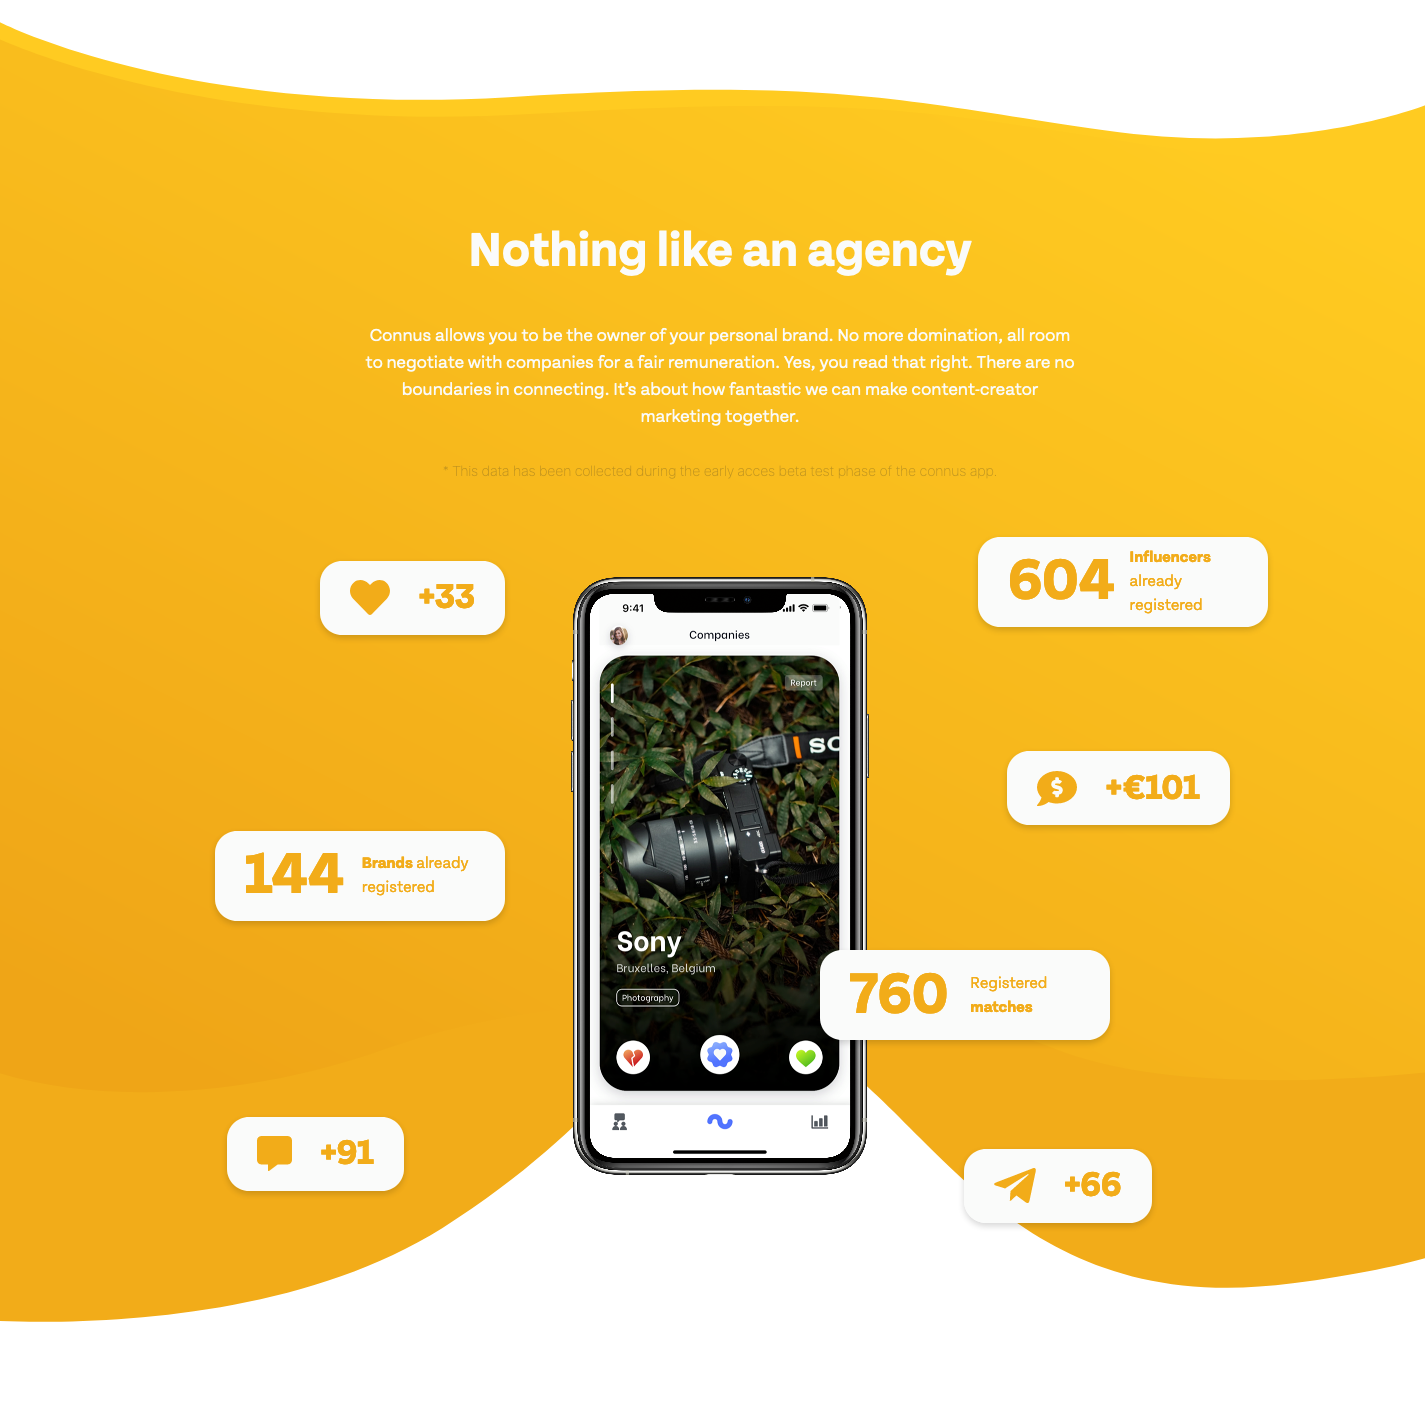 Nothing like an agency
Connus allows you to be the owner of your personal brand. No more domination, all room
to negotiate with companies for a fair remuneration. Yes, you read that right. There are no
boundaries in connecting. It's about how fantastic we can make content-creator
marketing together.
* This data has been collected during the early acces beta test phase of the connus app.
+33
604
Influencers
already
registered
9:41
Companies
Report
SO
+€101
144
Brands already
registered
Sony
Bruxelles, Belgium
Photography
760
Registered
matches
+91
+66